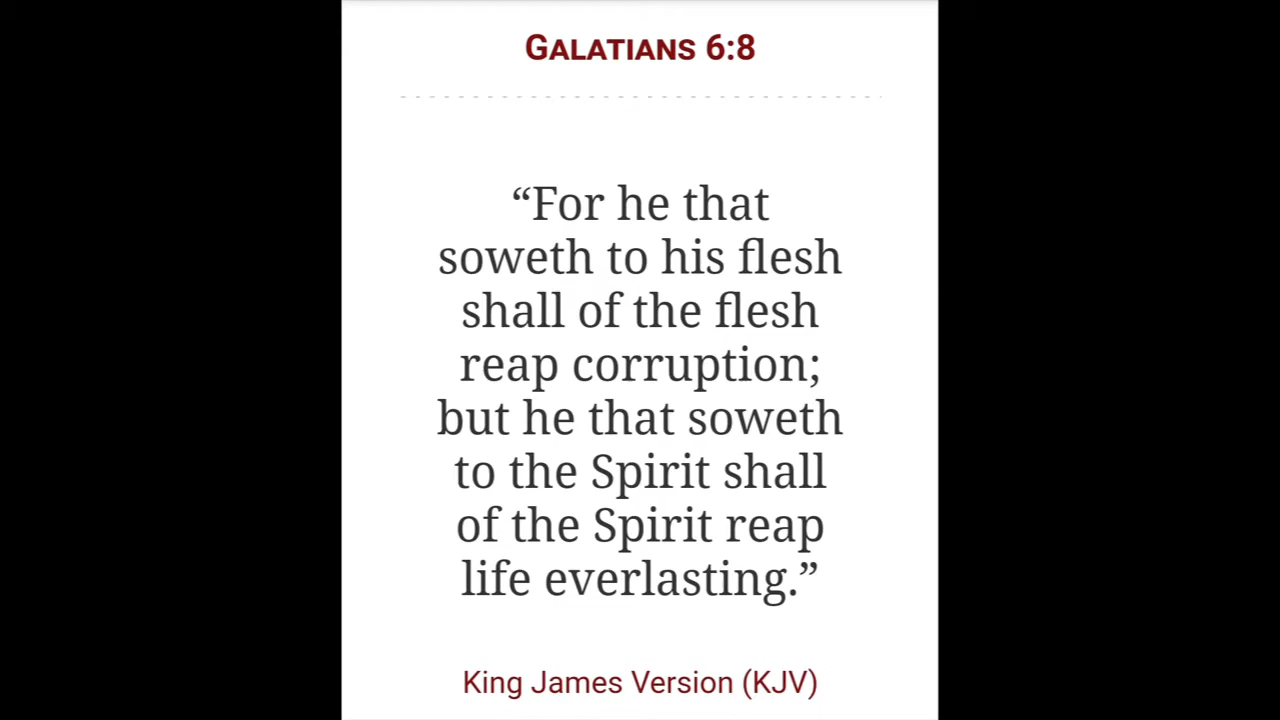 GALATIANS 6:8
“For he that
soweth to his flesh
shall of the flesh
reap corruption;
but he that soweth
to the Spirit shall
of the Spirit reap
life everlasting.”
King James Version (KJV)